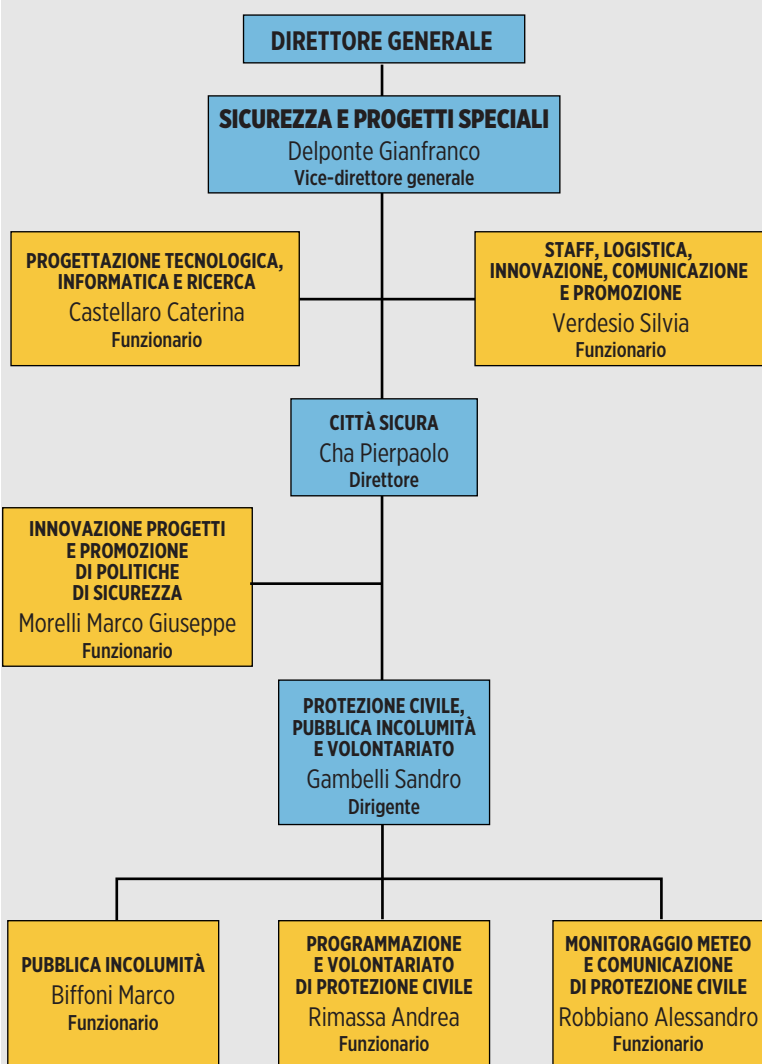 DIRETTORE GENERALE
SICUREZZA E PROGETTI SPECIALI
Delponte Gianfranco
Vice-direttore generale
PROGETTAZIONE TECNOLOGICA,
INFORMATICA E RICERCA
Castellaro Caterina
Funzionario
STAFF, LOGISTICA,
INNOVAZIONE, COMUNICAZIONE
E PROMOZIONE
Verdesio Silvia
Funzionario
CITTÀ SICURA
Cha Pierpaolo
Direttore
INNOVAZIONE PROGETTI
E PROMOZIONE
DI POLITICHE
DI SICUREZZA
Morelli Marco Giuseppe
Funzionario
PROTEZIONE CIVILE,
PUBBLICA INCOLUMITÀ
E VOLONTARIATO
Gambelli Sandro
Dirigente
PUBBLICA INCOLUMITÀ
Biffoni Marco
Funzionario
PROGRAMMAZIONE
E VOLONTARIATO
DI PROTEZIONE CIVILE
Rimassa Andrea
Funzionario
MONITORAGGIO METEO
E COMUNICAZIONE
DI PROTEZIONE CIVILE
Robbiano Alessandro
Funzionario